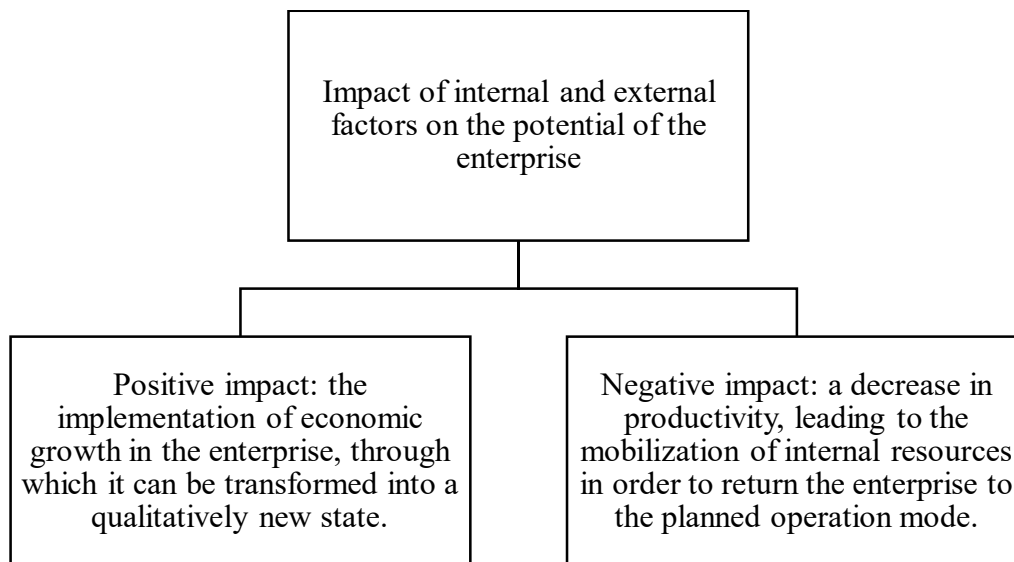 Impact of internal and external
factors on the potential of the
enterprise
Positive impact: the
implementation of economic
growth in the enterprise, through
which it can be transformed into a
qualitatively new state.
Negative impact: a decrease in
productivity, leading to the
mobilization of internal resources
in order to return the enterprise to
the planned operation mode.